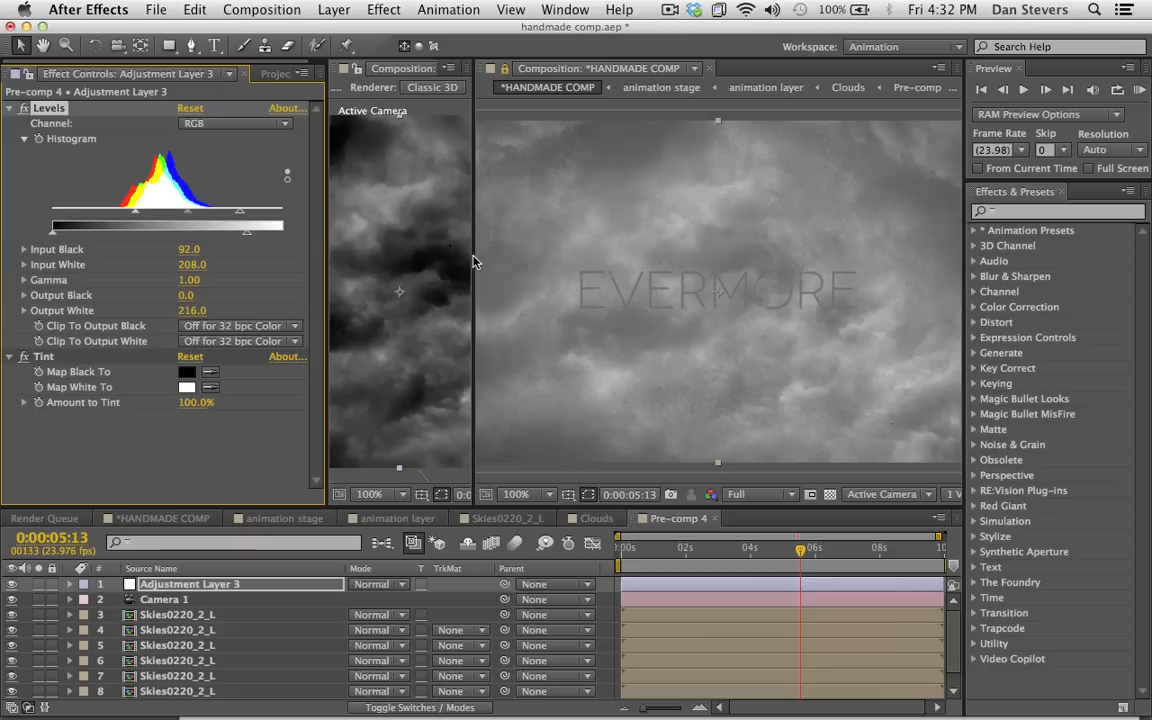 After Effects File Edit Composition Layer Effect Animation View Window Help 100% Fri 4:32 PM Dan Stevens
handmade comp.aep *
Workspace: Animation Search Help
Effect Controls: Adjustment Layer 3 Projec
Composition: Composition: *HANDMADE COMP
Preview
Pre-comp 4 • Adjustment Layer 3
... Renderer: Classic 3D
*HANDMADE COMP animation stage animation layer Clouds Pre-comp ...
fx Levels Reset About...
Channel: RGB
Histogram
Input Black 92.0
Input White 208.0
Gamma 1.00
Output Black 0.0
Output White 216.0
Clip To Output Black Off for 32 bpc Color
Clip To Output White Off for 32 bpc Color
fx Tint Reset About...
Map Black To
Map White To
Amount to Tint 100.0%
Active Camera
EVERMORE
100% 0:0
100% 0:00:05:13 Full Active Camera 1 V
RAM Preview Options
Frame Rate Skip Resolution
(23.98) 0 Auto
From Current Time Full Screen
Effects & Presets
* Animation Presets
3D Channel
Audio
Blur & Sharpen
Channel
Color Correction
Distort
Expression Controls
Generate
Key Correct
Keying
Magic Bullet Looks
Magic Bullet MisFire
Matte
Noise & Grain
Obsolete
Perspective
RE:Vision Plug-ins
Red Giant
Simulation
Stylize
Synthetic Aperture
Text
The Foundry
Time
Transition
Trapcode
Utility
Video Copilot
Render Queue *HANDMADE COMP animation stage animation layer Skies0220_2_L Clouds Pre-comp 4
0:00:05:13
00133 (23.976 fps)
:00s 02s 04s 06s 08s 10
# Source Name Mode T TrkMat Parent
1 Adjustment Layer 3 Normal None
2 Camera 1 None
3 Skies0220_2_L Normal None
4 Skies0220_2_L Normal None None
5 Skies0220_2_L Normal None None
6 Skies0220_2_L Normal None None
7 Skies0220_2_L Normal None None
8 Skies0220_2_L Normal None None
Toggle Switches / Modes